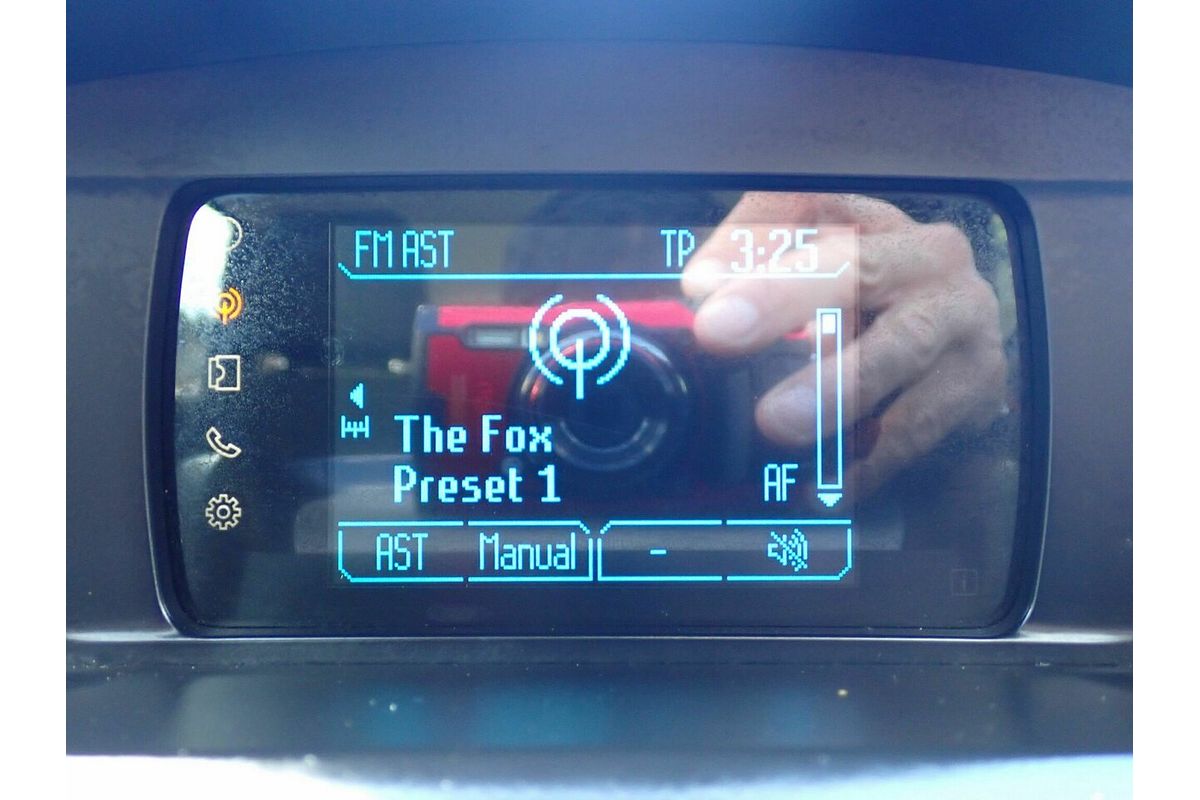 FM AST TP 3:25
The Fox
Preset 1 AF
AST Manual -